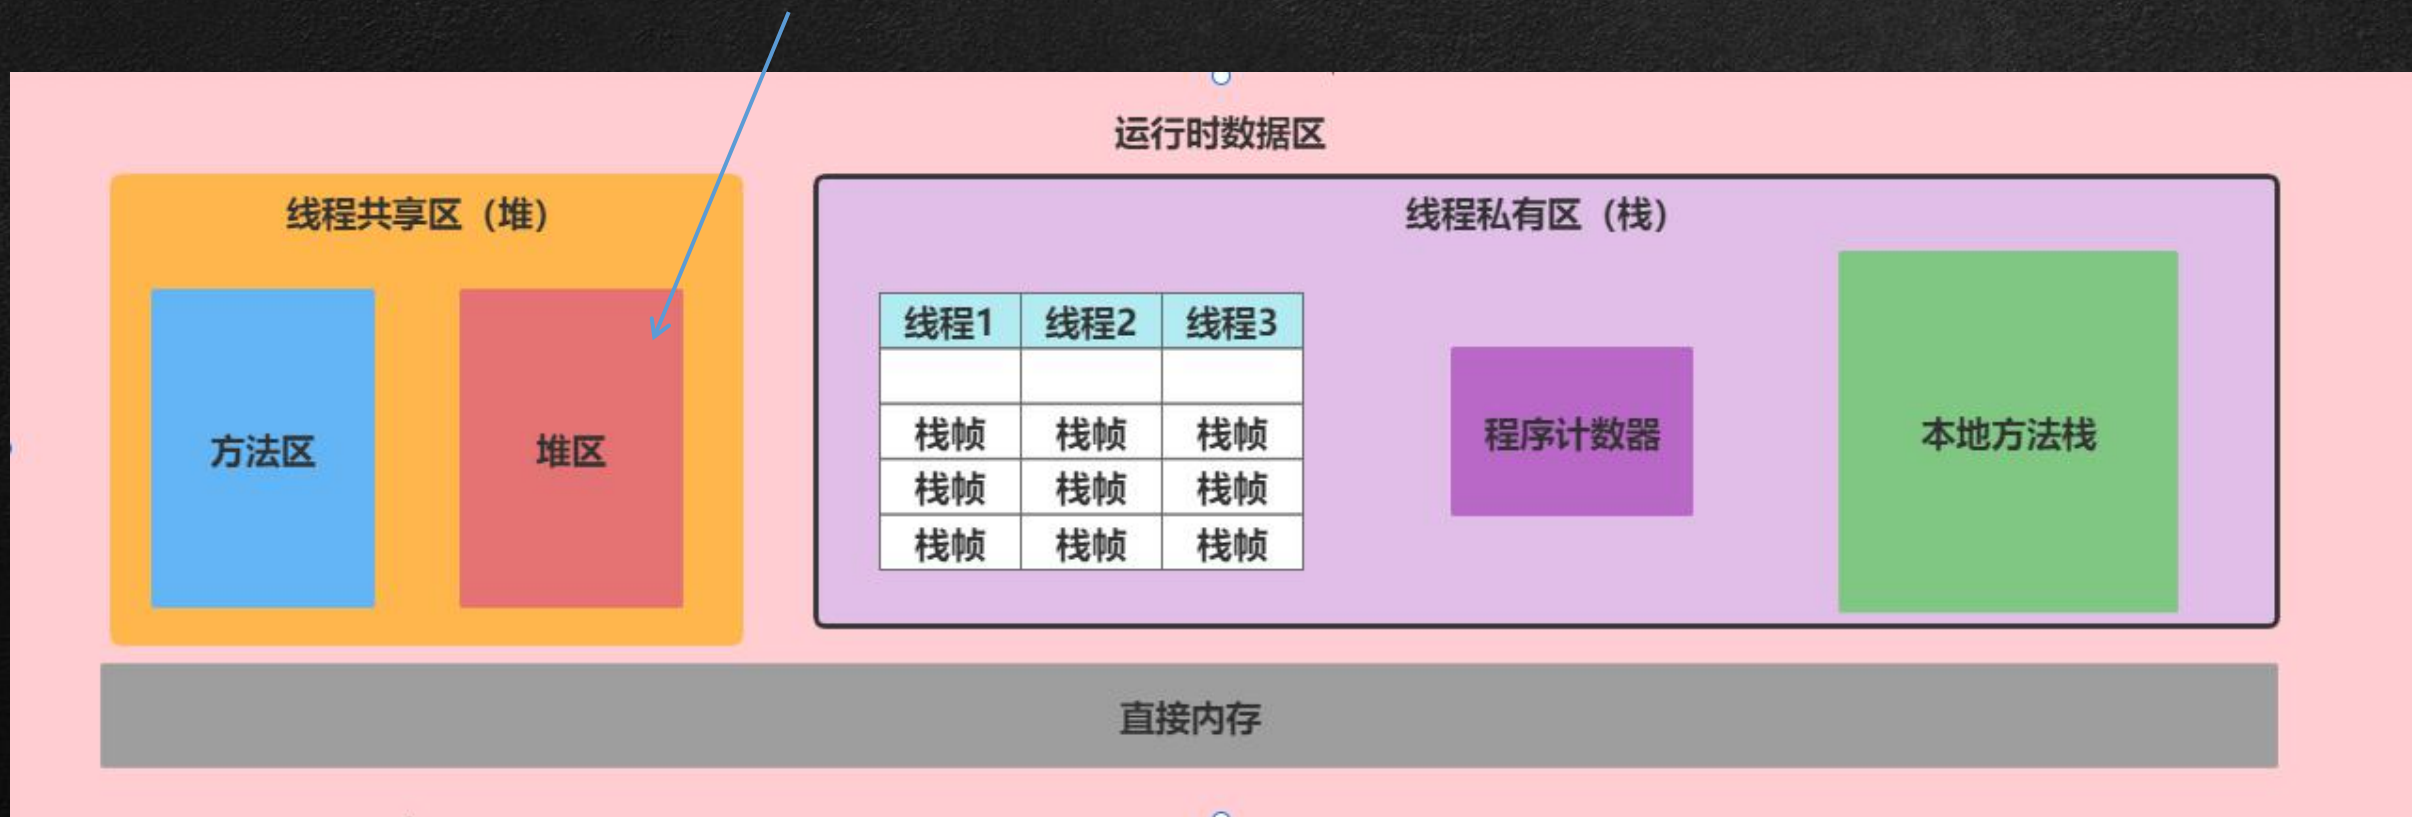 运行时数据区
线程共享区（堆）
方法区
堆区
线程私有区（栈）
线程1 线程2 线程3
栈帧 栈帧 栈帧
栈帧 栈帧 栈帧
栈帧 栈帧 栈帧
程序计数器
本地方法栈
直接内存